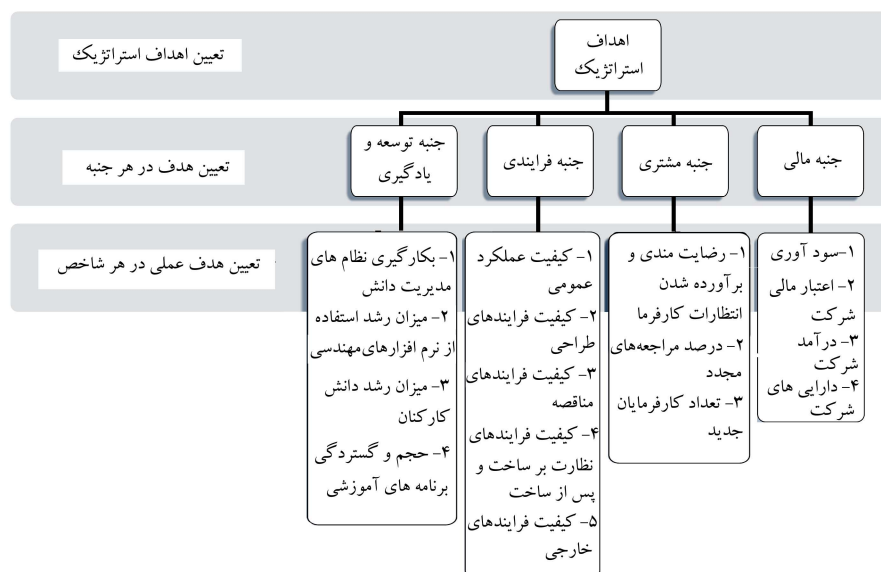 اهداف
استراتژیک
تعیین اهداف استراتژیک
جنبه مالی
جنبه مشتری
جنبه فرایندی
جنبه توسعه و
یادگیری
تعیین هدف در هر جنبه
۱-سود آوری
۲- اعتبار مالی
شرکت
۳- درآمد
شرکت
۴- دارایی های
شرکت
۱- رضایت مندی و
برآورده شدن
انتظارات کارفرما
۲- درصد مراجعه‌های
مجدد
۳- تعداد کارفرمایان
جدید
۱- کیفیت عملکرد
عمومی
۲- کیفیت فرایندهای
طراحی
۳- کیفیت فرایندهای
مناقصه
۴- کیفیت فرایندهای
نظارت بر ساخت و
پس از ساخت
۵- کیفیت فرایندهای
خارجی
۱- بکارگیری نظام های
مدیریت دانش
۲- میزان رشد استفاده
از نرم افزارهای‌مهندسی
۳- میزان رشد دانش
کارکنان
۴- حجم و گستردگی
برنامه های آموزشی
تعیین هدف عملی در هر شاخص